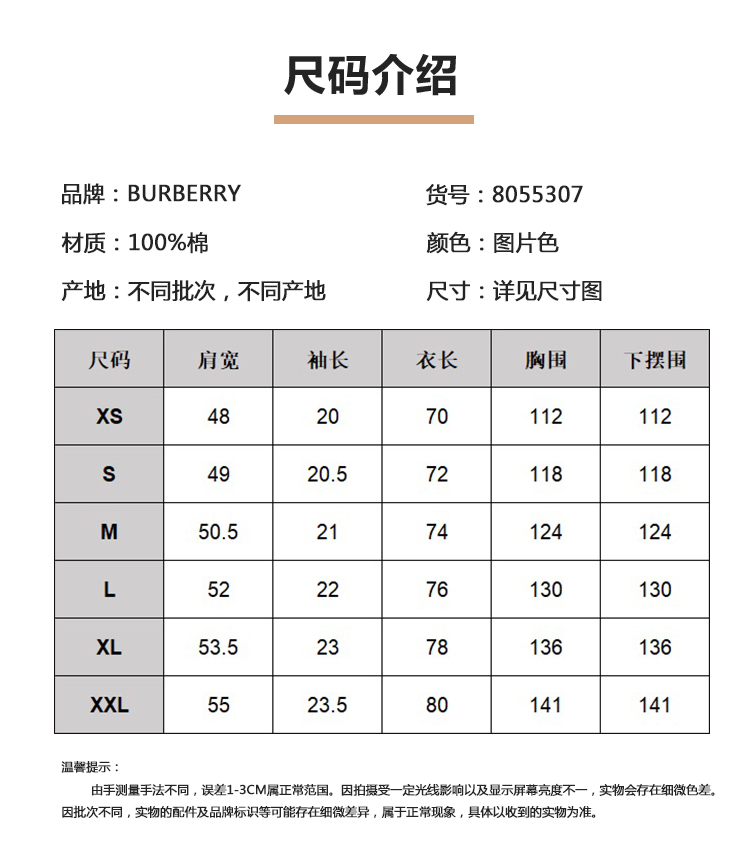 尺码介绍
品牌：BURBERRY 货号：8055307
材质：100%棉 颜色：图片色
产地：不同批次，不同产地 尺寸：详见尺寸图
尺码 肩宽 袖长 衣长 胸围 下摆围
XS 48 20 70 112 112
S 49 20.5 72 118 118
M 50.5 21 74 124 124
L 52 22 76 130 130
XL 53.5 23 78 136 136
XXL 55 23.5 80 141 141
温馨提示：
由手测量手法不同，误差1-3CM属正常范围。因拍摄受一定光线影响以及显示屏幕亮度不一，实物会存在细微色差。
因批次不同，实物的配件及品牌标识等可能存在细微差异，属于正常现象，具体以收到的实物为准。